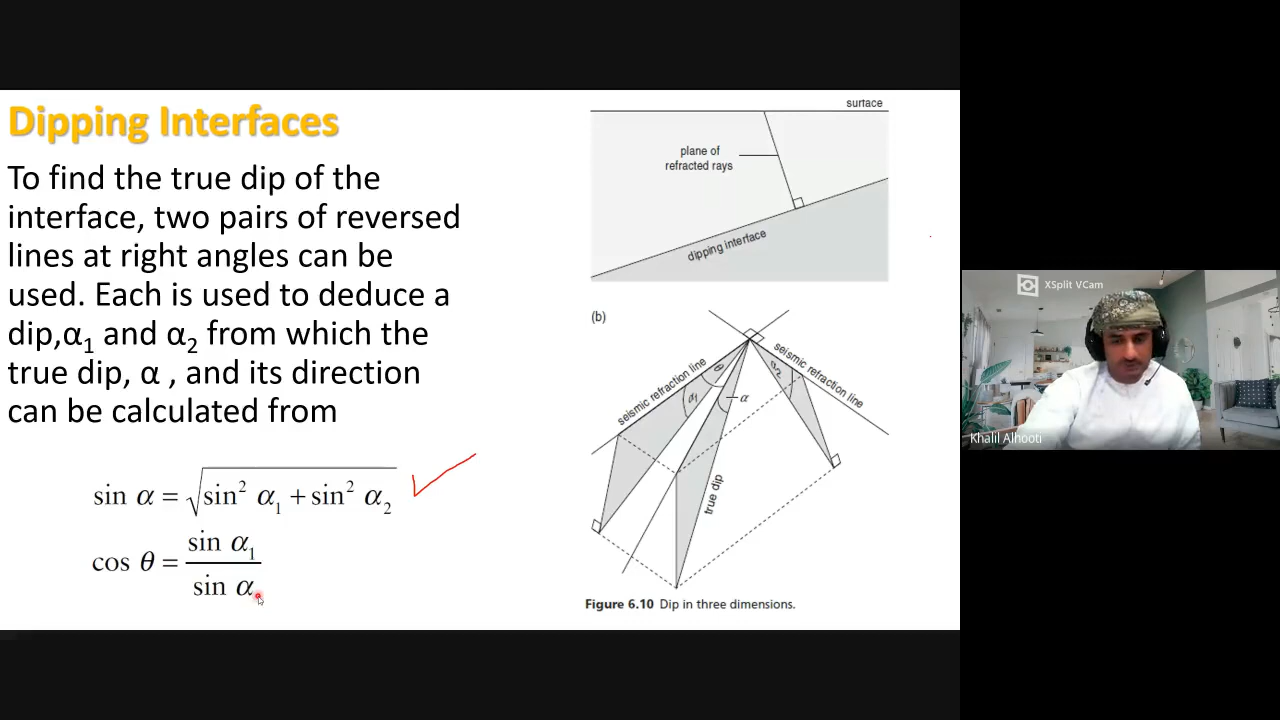 Dipping Interfaces
To find the true dip of the
interface, two pairs of reversed
lines at right angles can be
used. Each is used to deduce a
dip,α₁ and α₂ from which the
true dip, α , and its direction
can be calculated from
sin α = √(sin² α₁ + sin² α₂)
cos θ = sin α₁ / sin α
surface
plane of
refracted rays
dipping interface
(b)
seismic refraction line
seismic refraction line
θ
α₁
α
α₂
true dip
Figure 6.10 Dip in three dimensions.
XSplit VCam
Khalil Alhooti